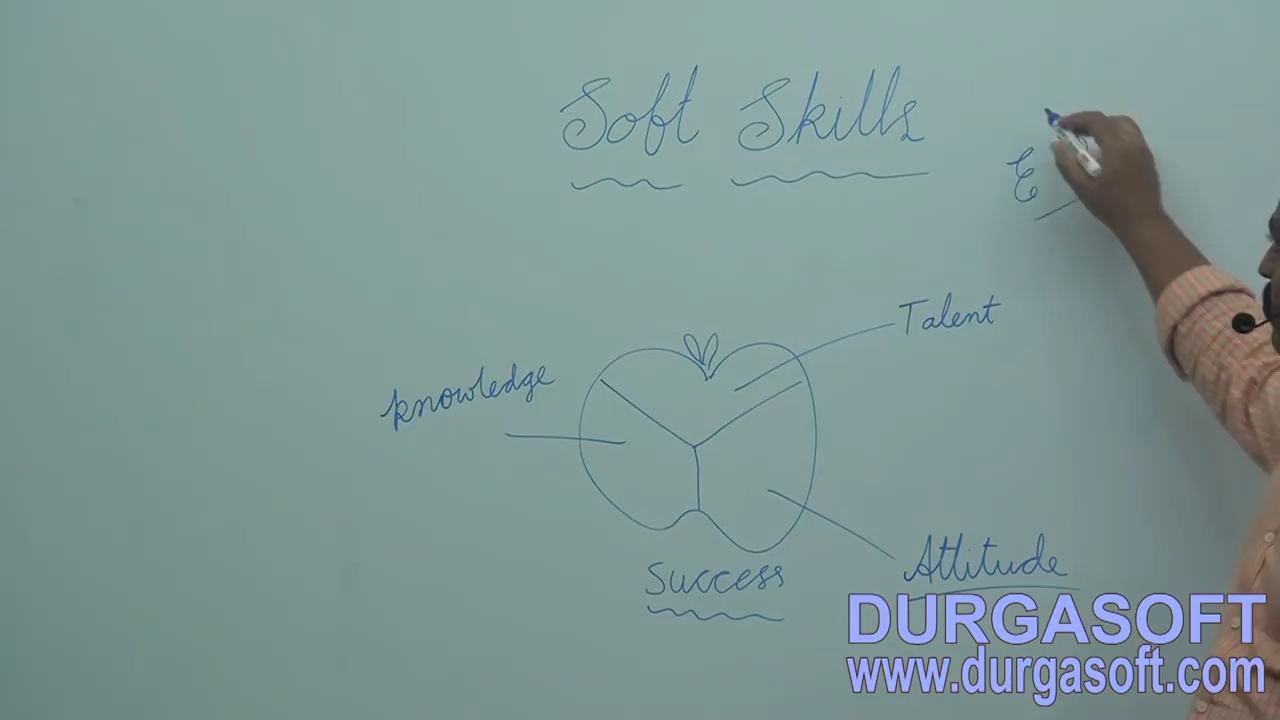 Soft Skills
E
Talent
knowledge
Attitude
Success
DURGASOFT
www.durgasoft.com